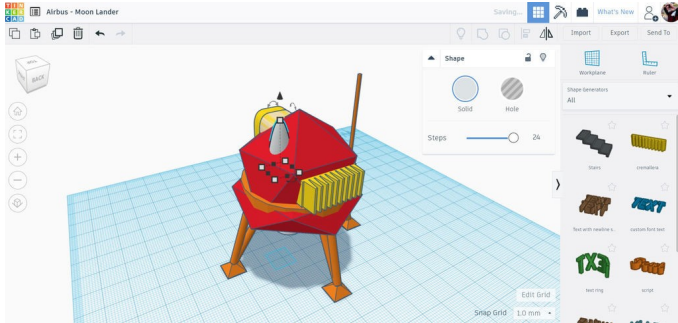 TIN
KER
CAD
AIrbus - Moon Lander
Saving...
What's New
Import
Export
Send To
TOP
BACK
Shape
Solid
Hole
Steps
24
Workplane
Ruler
Shape Generators
All
Stairs
cremallera
Text with newline s...
custom font text
text ring
script
Edit Grid
Snap Grid
1.0 mm